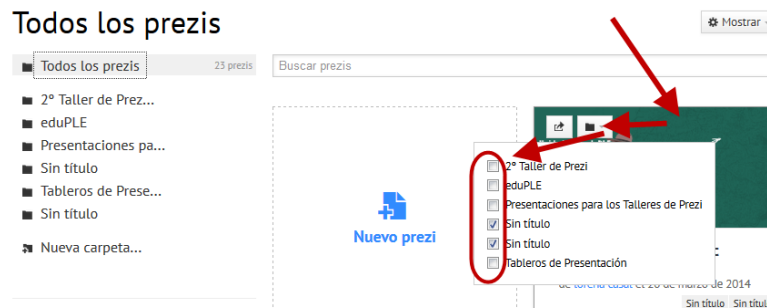 Todos los prezis
Mostrar
Todos los prezis 23 prezis
Buscar prezis
2º Taller de Prez...
eduPLE
Presentaciones pa...
Sin título
Tableros de Prese...
Sin título
Nueva carpeta...
Nuevo prezi
2º Taller de Prezi
eduPLE
Presentaciones para los Talleres de Prezi
Sin título
Sin título
Tableros de Presentación
de lorena casal el 26 de marzo de 2014
Sin título Sin títul